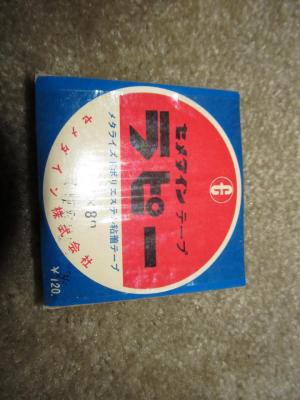 セメダインテープ
ラピー
メタライズドポリエステル粘着テープ
×8m
セメダイン株式会社
¥120.